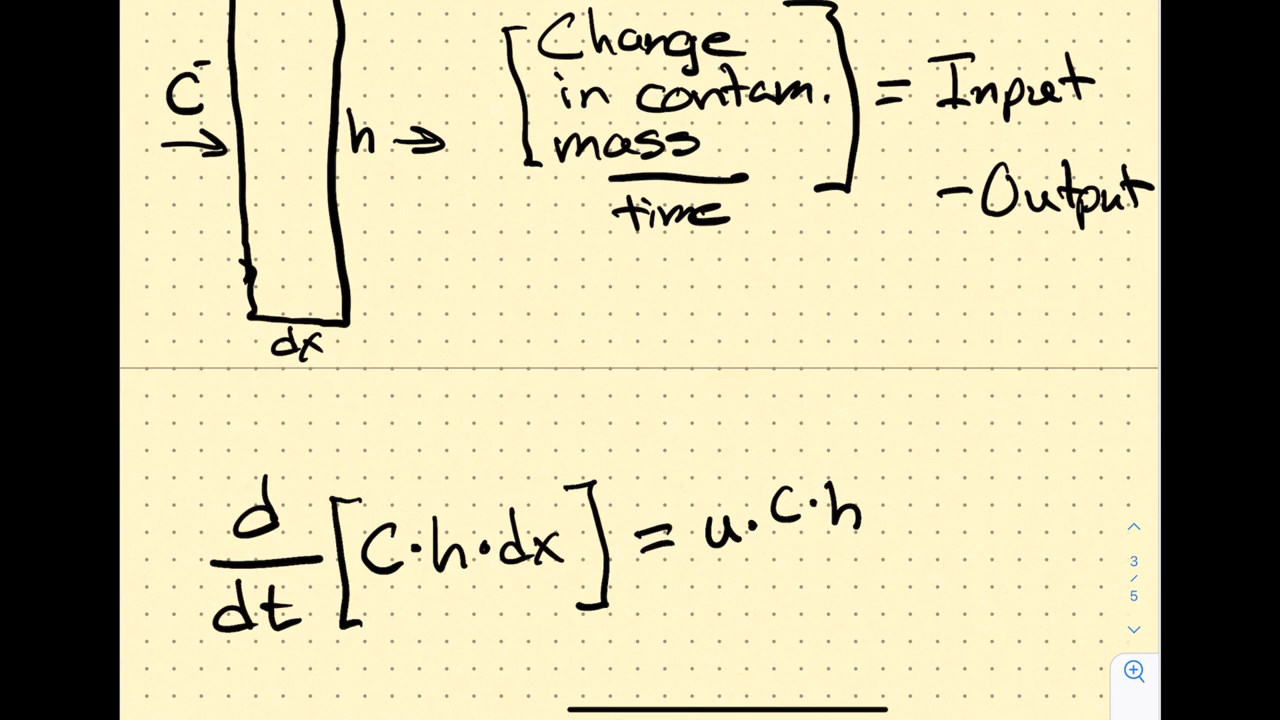 C⁻
→
h →
dx
[Change
in contam.
mass
time] = Input
- Output
d/dt [C·h·dx] = u·C·h
3
/
5